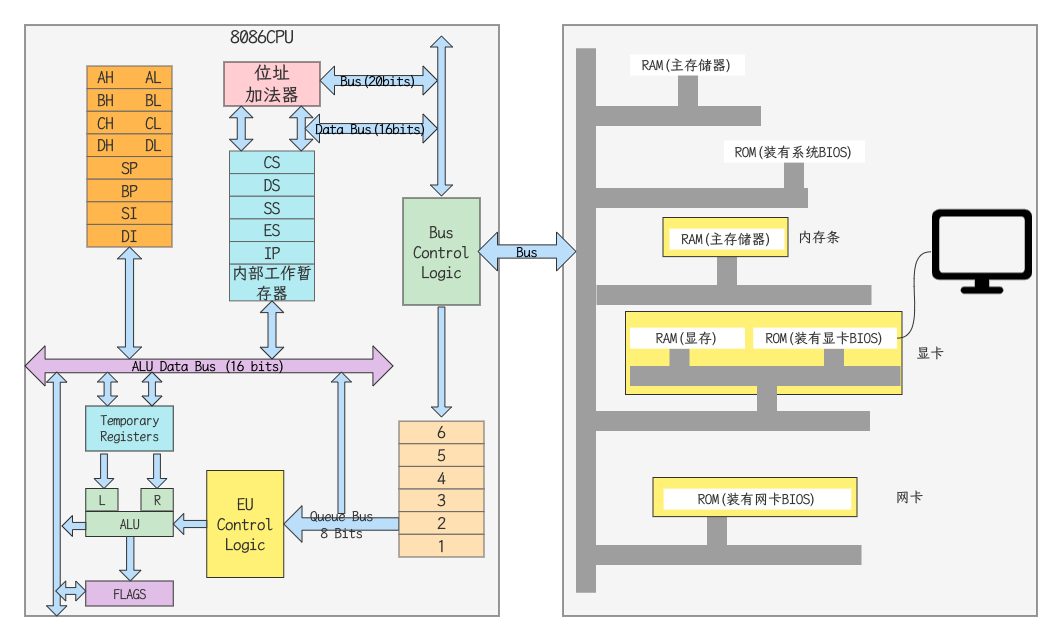 8086CPU
AH AL
BH BL
CH CL
DH DL
SP
BP
SI
DI
位址
加法器
Bus(20bits)
Data Bus(16bits)
CS
DS
SS
ES
IP
内部工作暂
存器
Bus
Control
Logic
Bus
ALU Data Bus (16 bits)
Temporary
Registers
L
R
ALU
FLAGS
EU
Control
Logic
Queue Bus
8 Bits
6
5
4
3
2
1
RAM(主存储器)
ROM(装有系统BIOS)
RAM(主存储器)
内存条
RAM(显存)
ROM(装有显卡BIOS)
显卡
ROM(装有网卡BIOS)
网卡